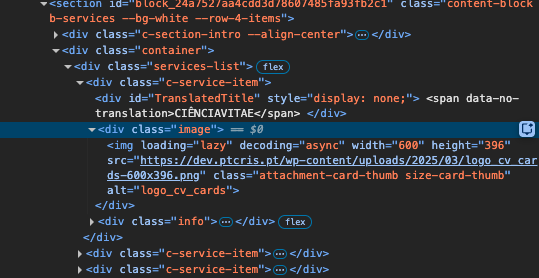 <section id="block_24a7527aa4cdd3d78607485fa93fb2c1" class="content-block
b-services --bg-white --row-4-items">
<div class="c-section-intro --align-center">⋯</div>
<div class="container">
<div class="services-list"> flex
<div class="c-service-item">
<div id="TranslatedTitle" style="display: none;"> <span data-no-
translation>CIÊNCIAVITAE</span> </div>
<div class="image"> == $0
<img loading="lazy" decoding="async" width="600" height="396"
src="https://dev.ptcris.pt/wp-content/uploads/2025/03/logo_cv_ca
rds-600x396.png" class="attachment-card-thumb size-card-thumb"
alt="logo_cv_cards">
</div>
<div class="info">⋯</div> flex
</div>
<div class="c-service-item">⋯</div>
<div class="c-service-item">⋯</div>